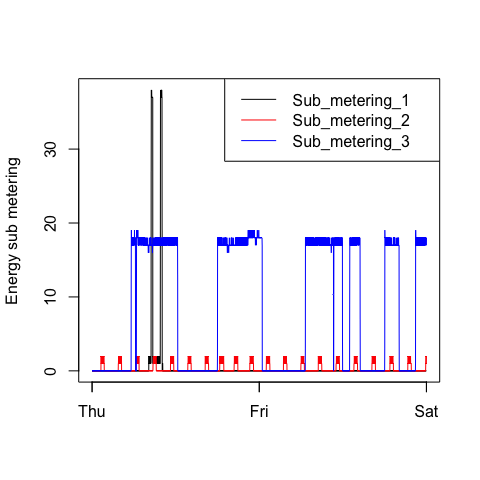 Sub_metering_1
Sub_metering_2
Sub_metering_3
Energy sub metering
30
20
10
0
Thu Fri Sat